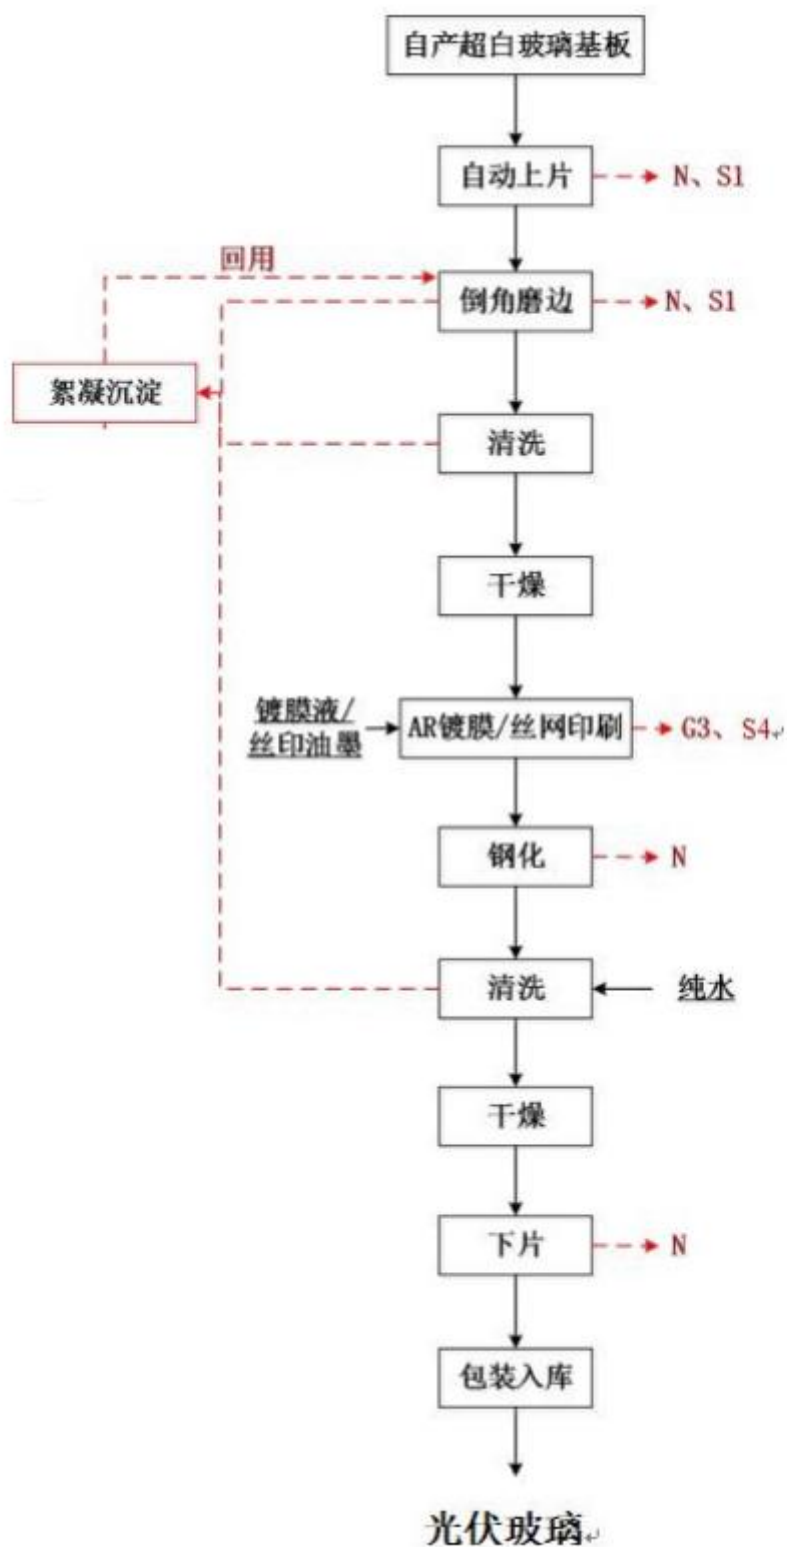 自产超白玻璃基板
自动上片
N、S1
回用
倒角磨边
N、S1
絮凝沉淀
清洗
干燥
镀膜液/
丝印油墨
AR镀膜/丝网印刷
G3、S4
钢化
N
清洗
纯水
干燥
下片
N
包装入库
光伏玻璃